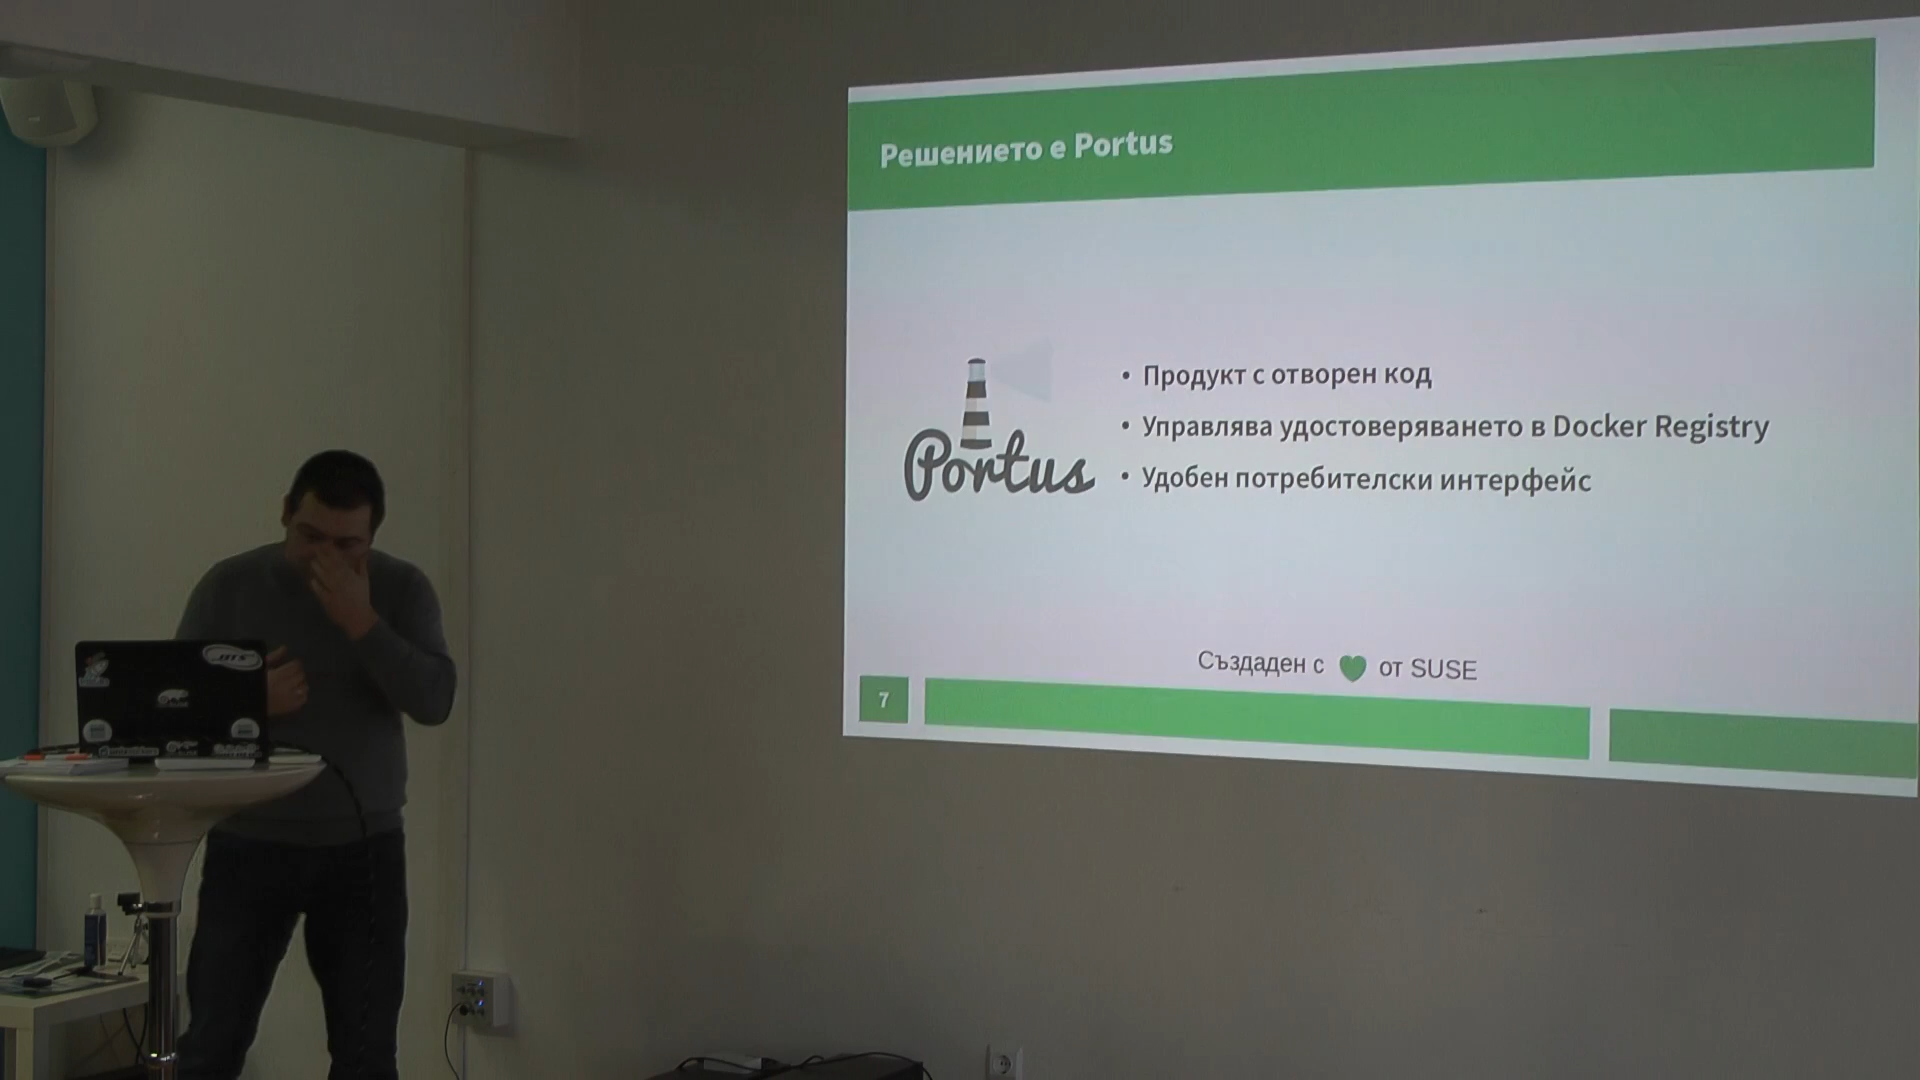 Решението е Portus
Portus
• Продукт с отворен код
• Управлява удостоверяването в Docker Registry
• Удобен потребителски интерфейс
Създаден с от SUSE
7